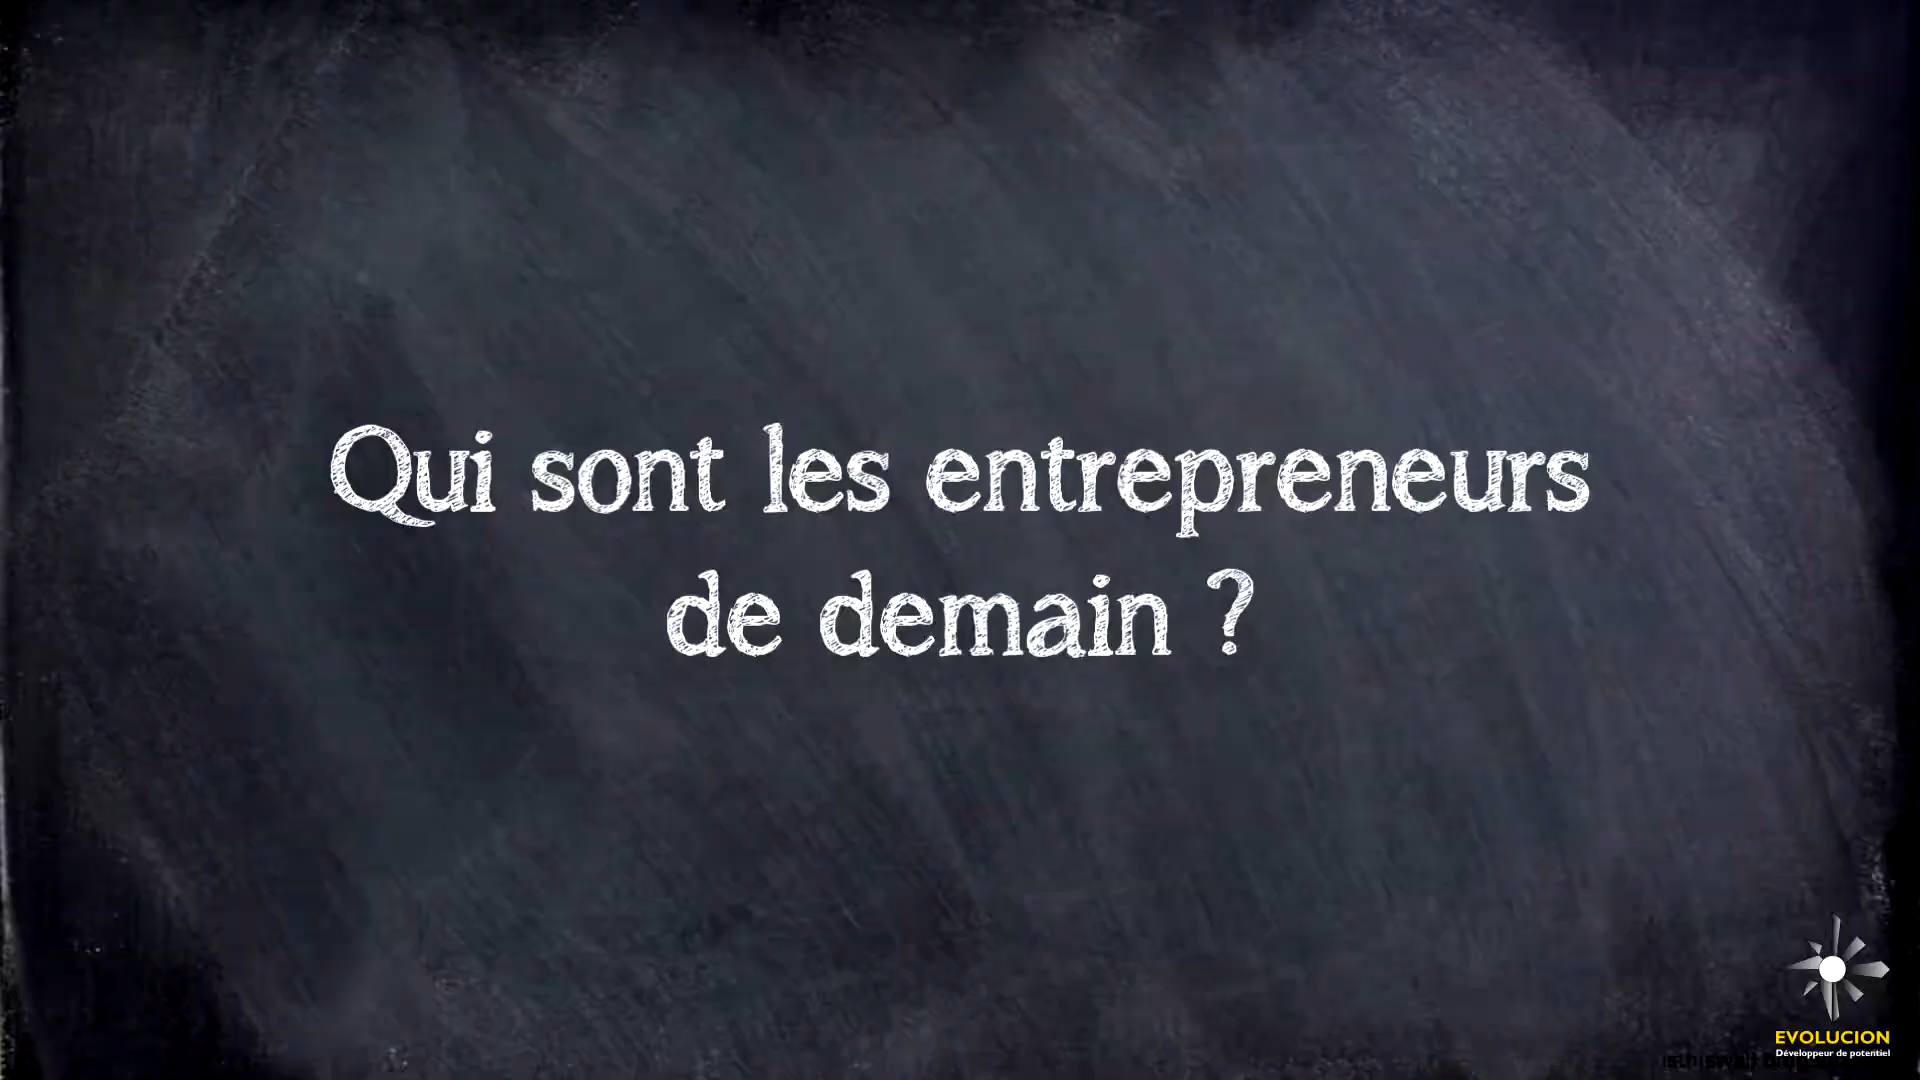 Qui sont les entrepreneurs
de demain ?
EVOLUCION
Développeur de potentiel